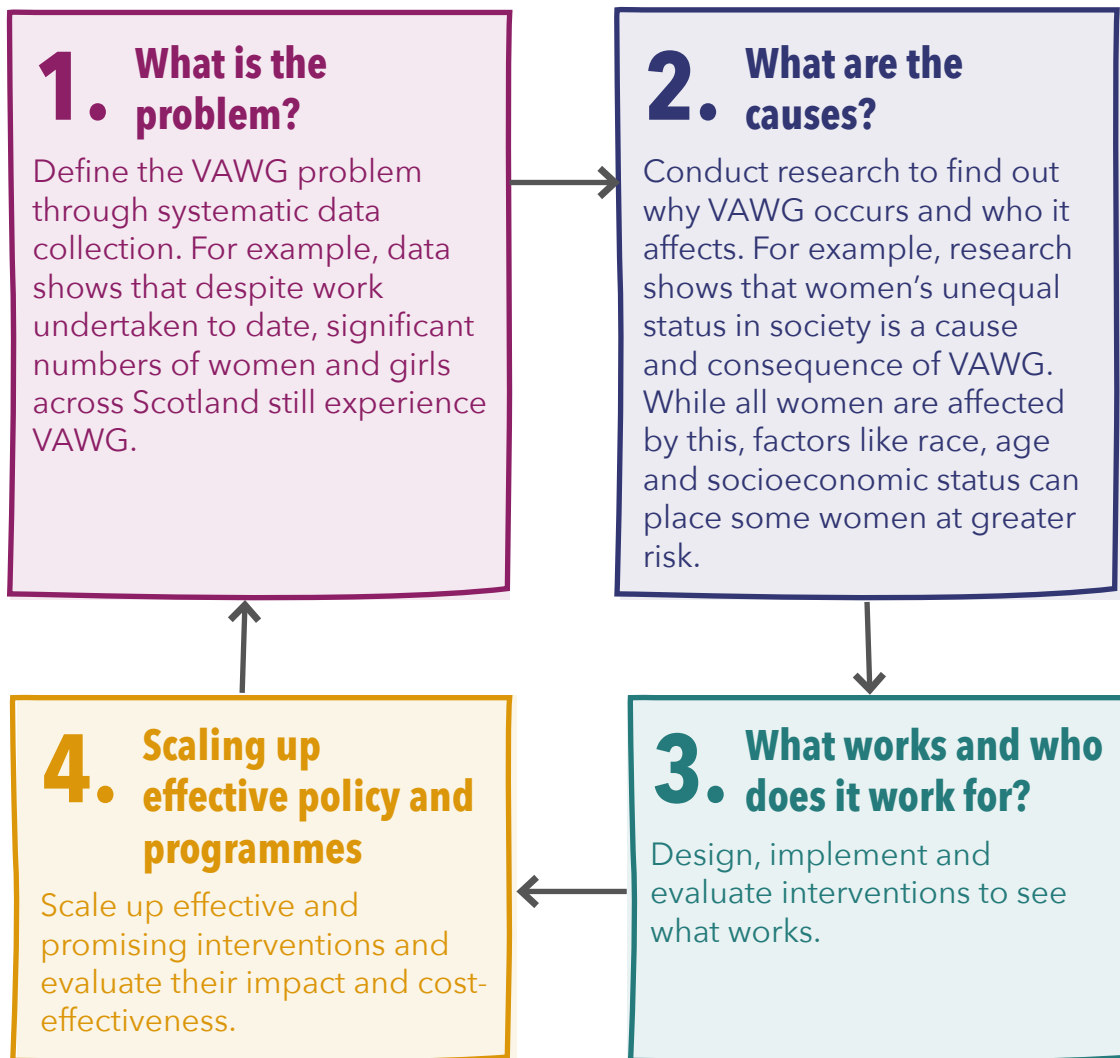 1. What is the
problem?
Define the VAWG problem
through systematic data
collection. For example, data
shows that despite work
undertaken to date, significant
numbers of women and girls
across Scotland still experience
VAWG.
2. What are the
causes?
Conduct research to find out
why VAWG occurs and who it
affects. For example, research
shows that women’s unequal
status in society is a cause
and consequence of VAWG.
While all women are affected
by this, factors like race, age
and socioeconomic status can
place some women at greater
risk.
3. What works and who
does it work for?
Design, implement and
evaluate interventions to see
what works.
4. Scaling up
effective policy and
programmes
Scale up effective and
promising interventions and
evaluate their impact and cost-
effectiveness.